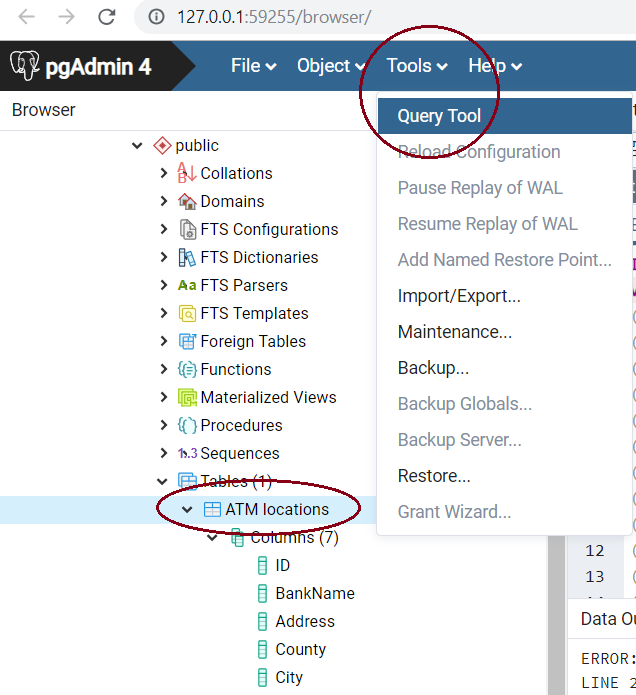 127.0.0.1:59255/browser/
pgAdmin 4
File Object Tools Help
Browser
Query Tool
Reload Configuration
Pause Replay of WAL
Resume Replay of WAL
Add Named Restore Point...
Import/Export...
Maintenance...
Backup...
Backup Globals...
Backup Server...
Restore...
Grant Wizard...
public
Collations
Domains
FTS Configurations
FTS Dictionaries
Aa FTS Parsers
FTS Templates
Foreign Tables
Functions
Materialized Views
Procedures
1..3 Sequences
Tables (1)
ATM locations
Columns (7)
ID
BankName
Address
County
City
12 (
13 (
Data Ou
ERROR:
LINE 2